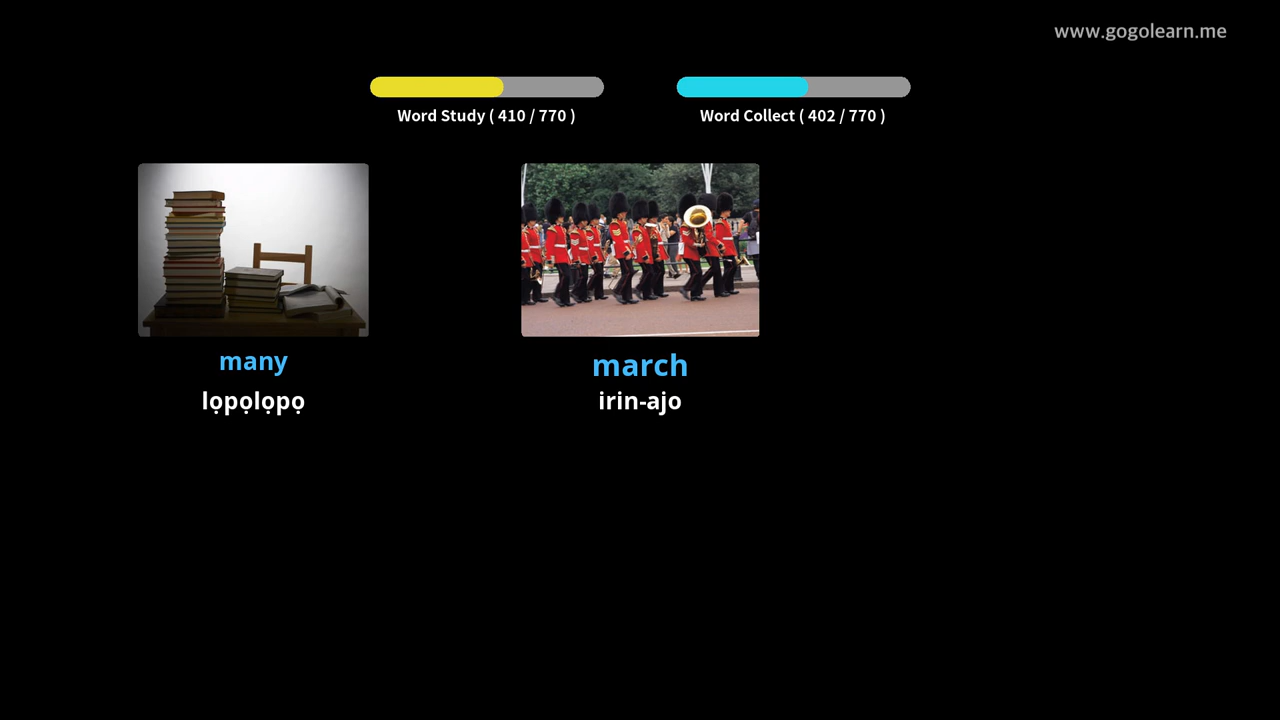 www.gogolearn.me
Word Study ( 410 / 770 )
Word Collect ( 402 / 770 )
many
lọpọlọpọ
march
irin-ajo